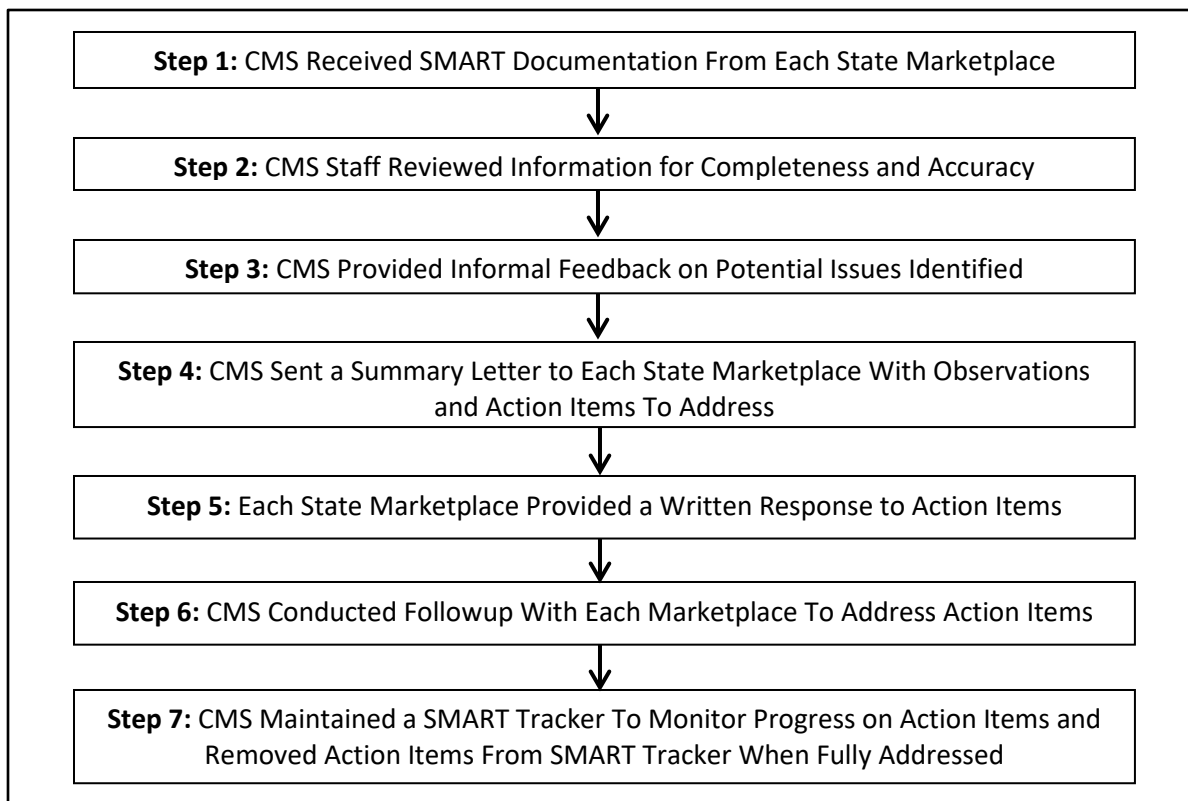 Step 1: CMS Received SMART Documentation From Each State Marketplace
Step 2: CMS Staff Reviewed Information for Completeness and Accuracy
Step 3: CMS Provided Informal Feedback on Potential Issues Identified
Step 4: CMS Sent a Summary Letter to Each State Marketplace With Observations
and Action Items To Address
Step 5: Each State Marketplace Provided a Written Response to Action Items
Step 6: CMS Conducted Followup With Each Marketplace To Address Action Items
Step 7: CMS Maintained a SMART Tracker To Monitor Progress on Action Items and
Removed Action Items From SMART Tracker When Fully Addressed